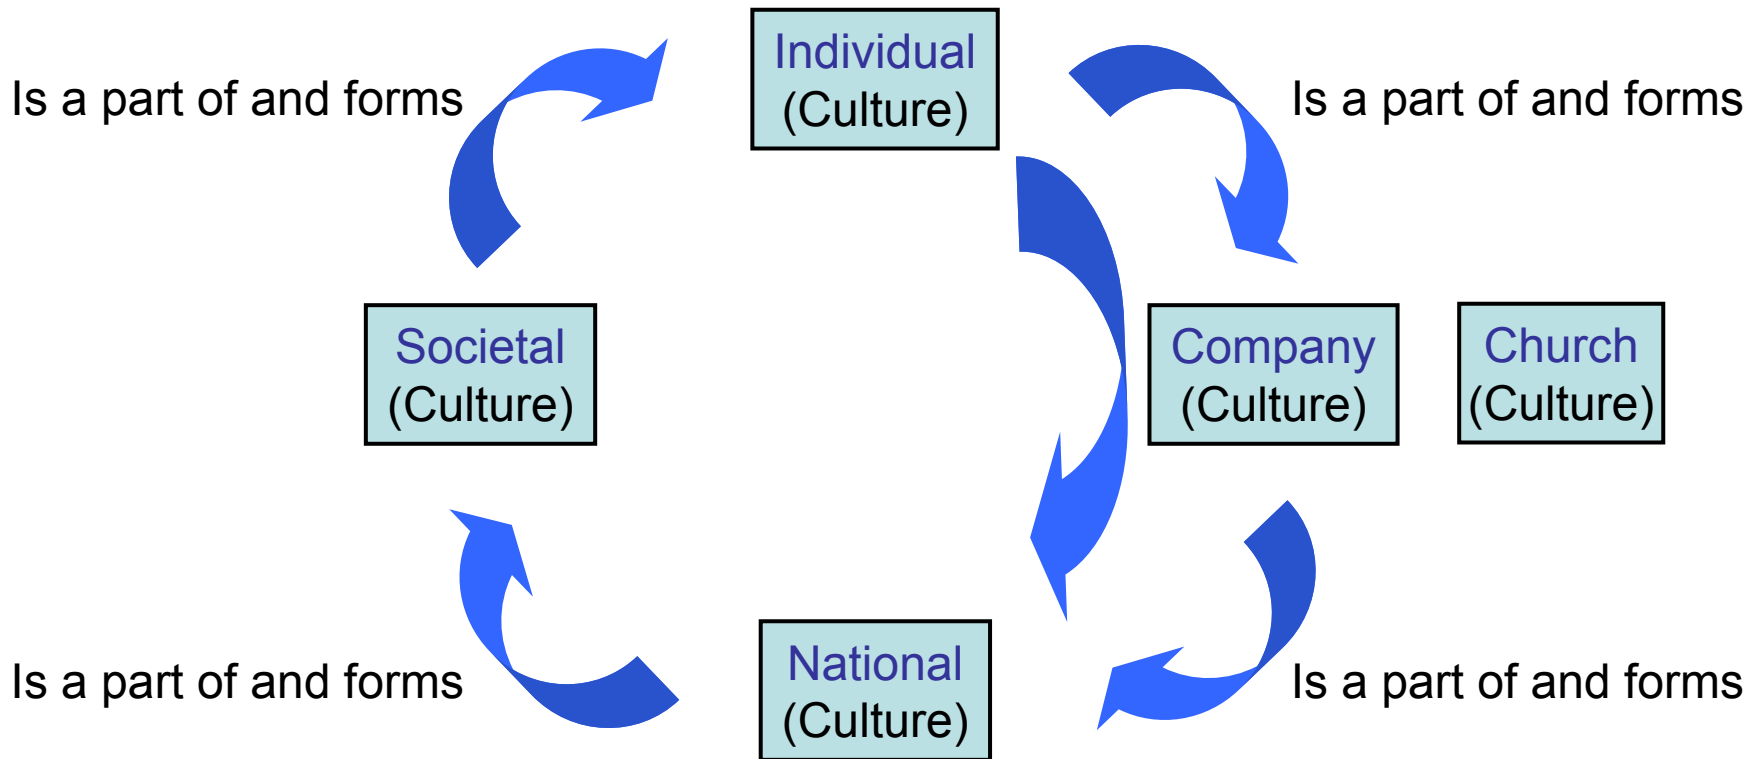 Individual
(Culture)
Is a part of and forms
Is a part of and forms
Societal
(Culture)
Company
(Culture)
Church
(Culture)
Is a part of and forms
National
(Culture)
Is a part of and forms